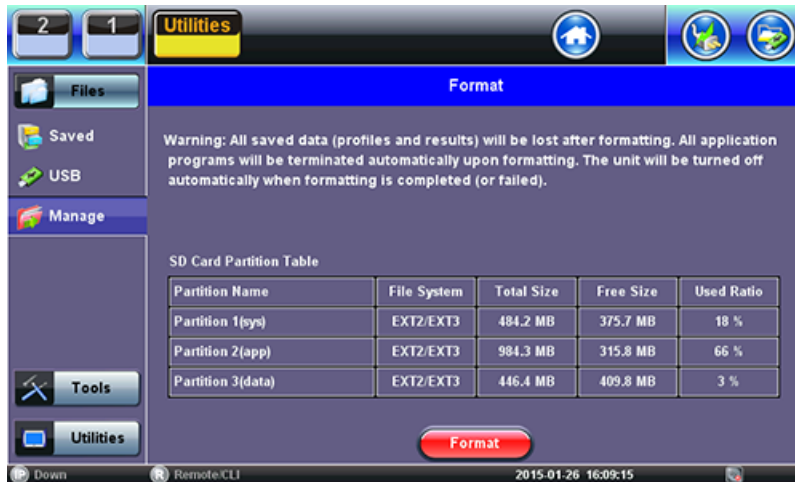 2 1 Utilities
Files
Format
Saved
USB
Manage
Warning: All saved data (profiles and results) will be lost after formatting. All application
programs will be terminated automatically upon formatting. The unit will be turned off
automatically when formatting is completed (or failed).
SD Card Partition Table
Partition Name File System Total Size Free Size Used Ratio
Partition 1(sys) EXT2/EXT3 484.2 MB 375.7 MB 18 %
Partition 2(app) EXT2/EXT3 984.3 MB 315.8 MB 66 %
Partition 3(data) EXT2/EXT3 446.4 MB 409.8 MB 3 %
Tools
Utilities
Format
IP Down R Remote/CLI 2015-01-26 16:09:15